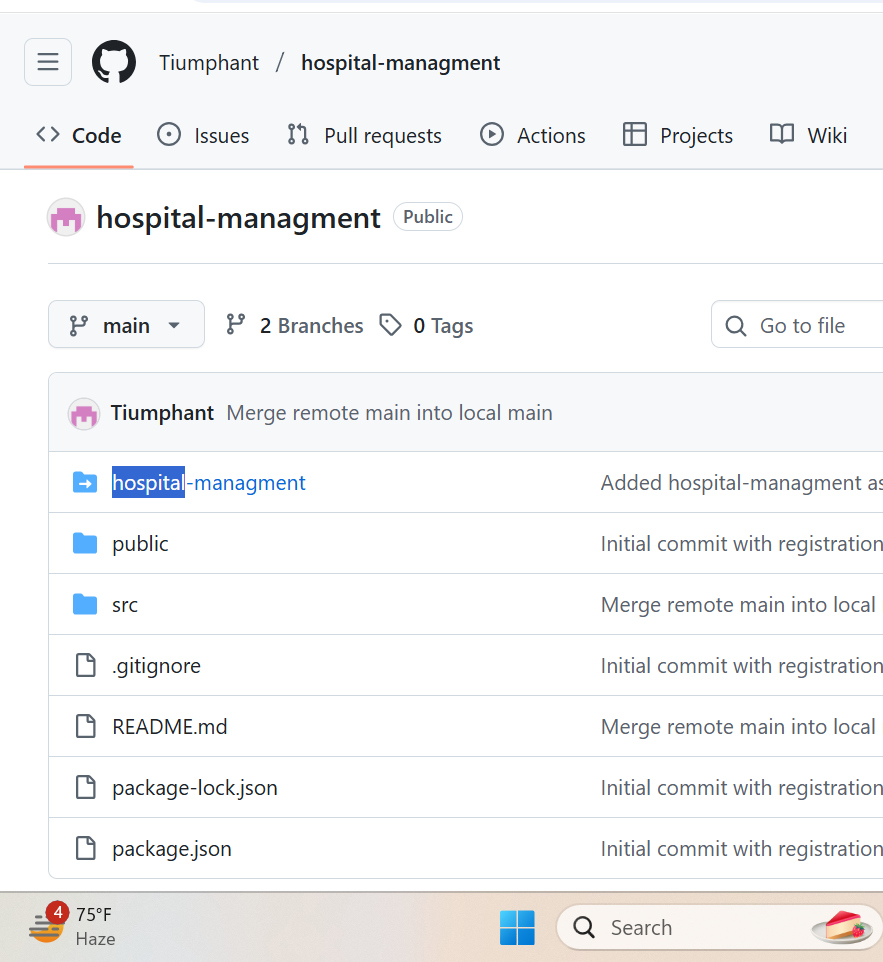 Tiumphant / hospital-managment
Code Issues Pull requests Actions Projects Wiki
hospital-managment Public
main 2 Branches 0 Tags Go to file
Tiumphant Merge remote main into local main
hospital-managment Added hospital-managment as
public Initial commit with registration
src Merge remote main into local
.gitignore Initial commit with registration
README.md Merge remote main into local
package-lock.json Initial commit with registration
package.json Initial commit with registration
4 75°F
Haze
Search